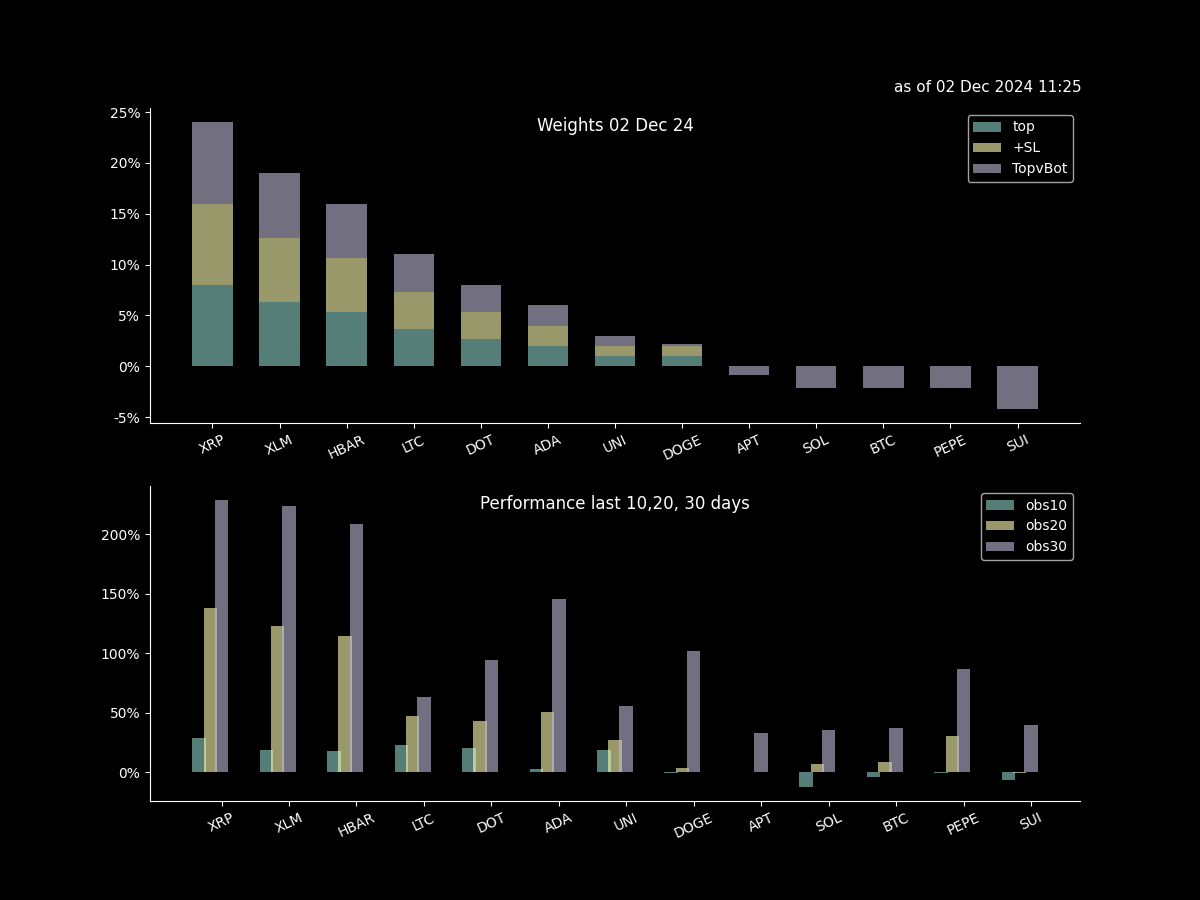 as of 02 Dec 2024 11:25
Weights 02 Dec 24
top
+SL
TopvBot
25%
20%
15%
10%
5%
0%
-5%
XRP XLM HBAR LTC DOT ADA UNI DOGE APT SOL BTC PEPE SUI
Performance last 10,20, 30 days
obs10
obs20
obs30
200%
150%
100%
50%
0%
XRP XLM HBAR LTC DOT ADA UNI DOGE APT SOL BTC PEPE SUI